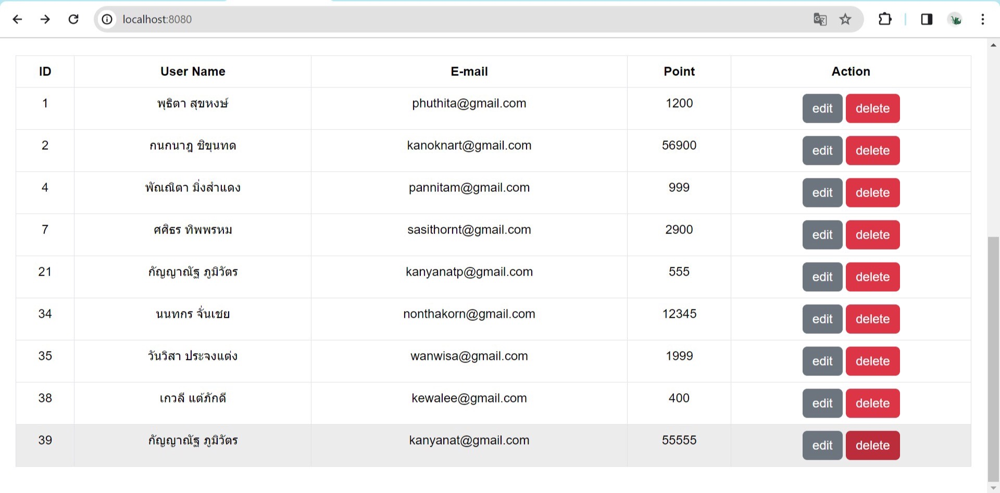 localhost:8080
ID User Name E-mail Point Action
1 พุธิตา สุขหงษ์ phuthita@gmail.com 1200 edit delete
2 กนกนาฎ ชิขุนทด kanoknart@gmail.com 56900 edit delete
4 พัณณิตา มิ่งสำแดง pannitam@gmail.com 999 edit delete
7 ศศิธร ทิพพรหม sasithornt@gmail.com 2900 edit delete
21 กัญญาณัฐ ภูมิวัตร kanyanatp@gmail.com 555 edit delete
34 นนทกร จั่นเชย nonthakorn@gmail.com 12345 edit delete
35 วันวิสา ประจงแต่ง wanwisa@gmail.com 1999 edit delete
38 เกวลี แต้ภักดี kewalee@gmail.com 400 edit delete
39 กัญญาณัฐ ภูมิวัตร kanyanat@gmail.com 55555 edit delete